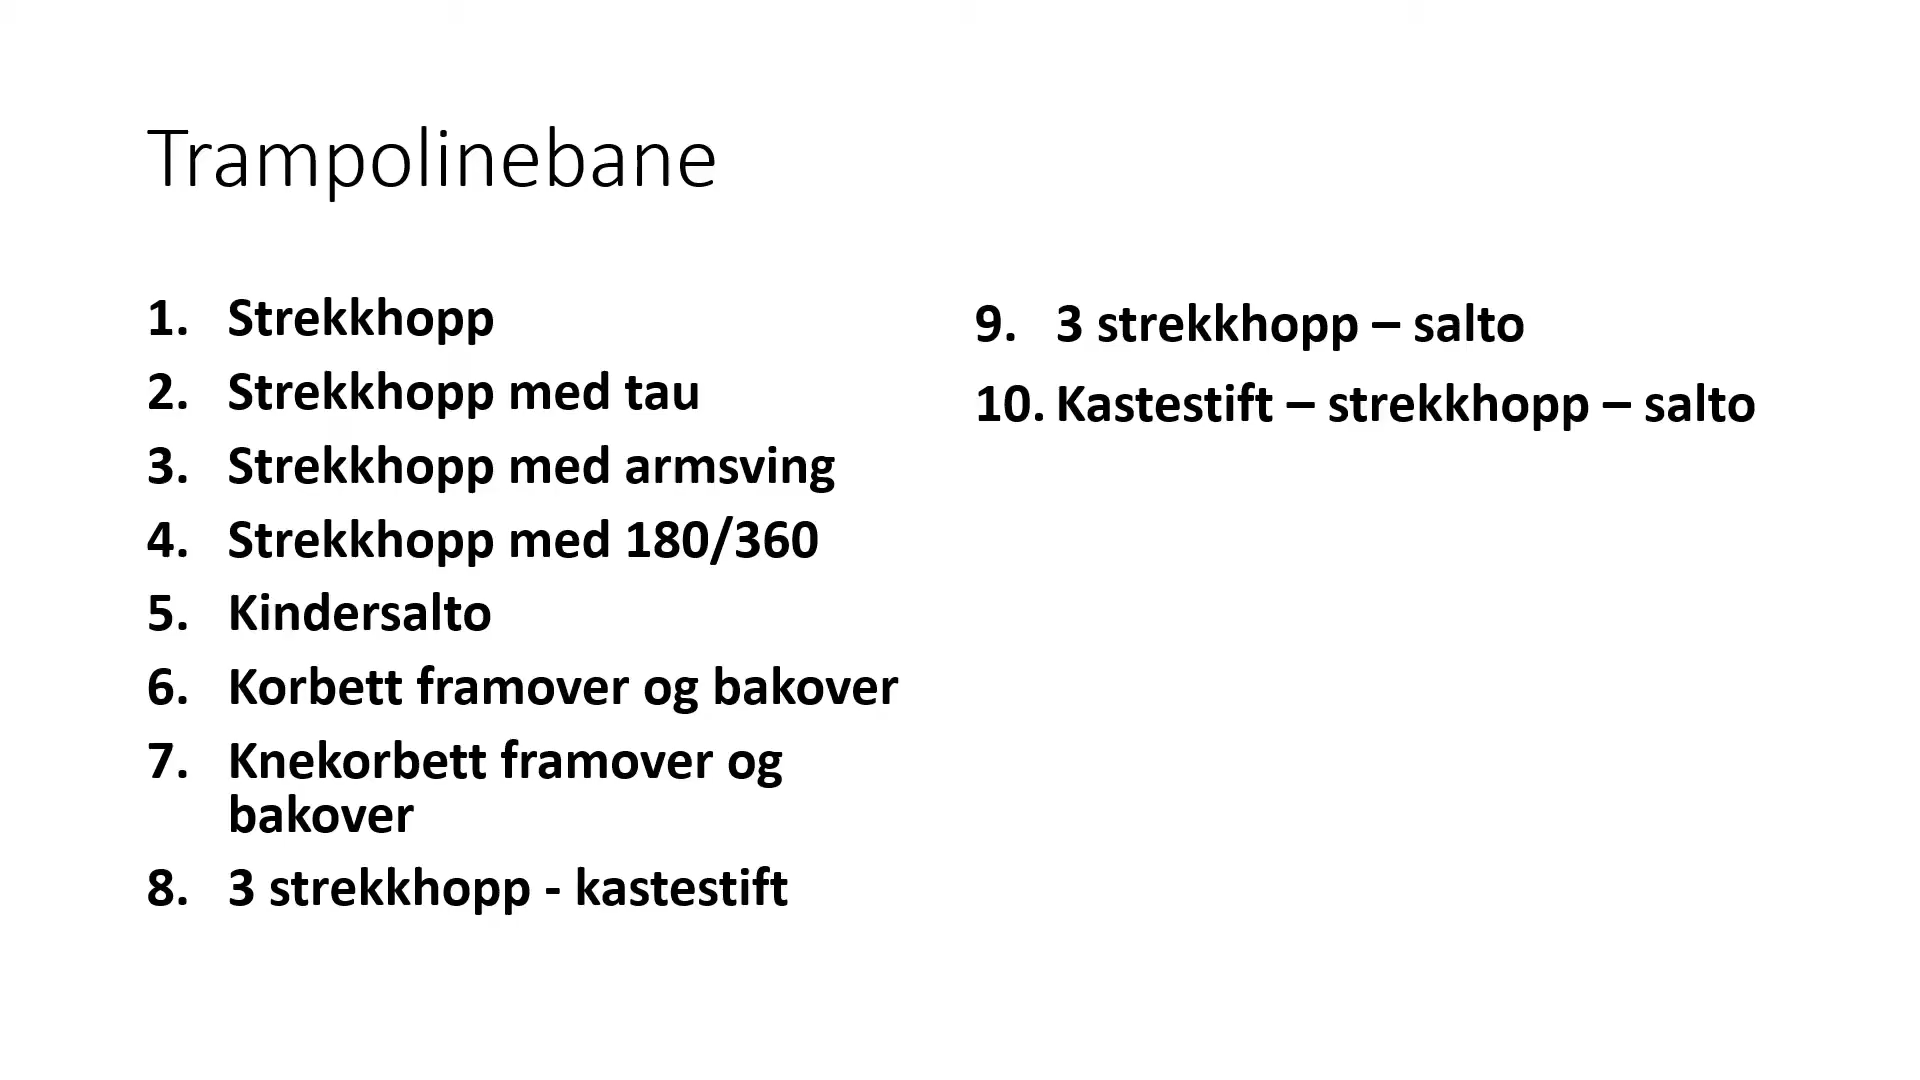 Trampolinebane
1. Strekkhopp
2. Strekkhopp med tau
3. Strekkhopp med armsving
4. Strekkhopp med 180/360
5. Kindersalto
6. Korbett framover og bakover
7. Knekorbett framover og
bakover
8. 3 strekkhopp - kastestift
9. 3 strekkhopp – salto
10. Kastestift – strekkhopp – salto